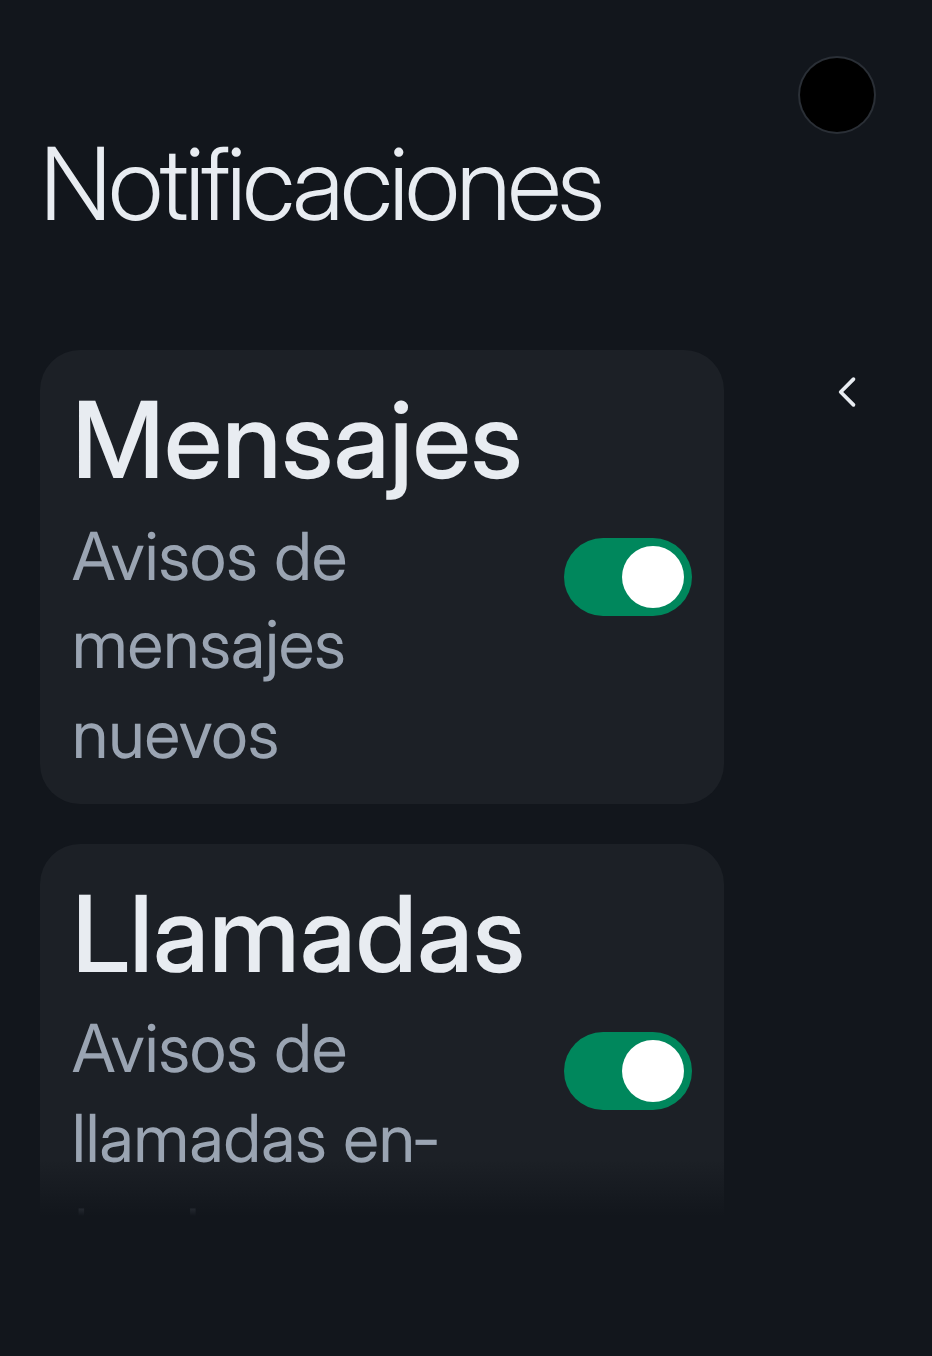 Notificaciones
Mensajes
Avisos de
mensajes
nuevos
Llamadas
Avisos de
llamadas en-